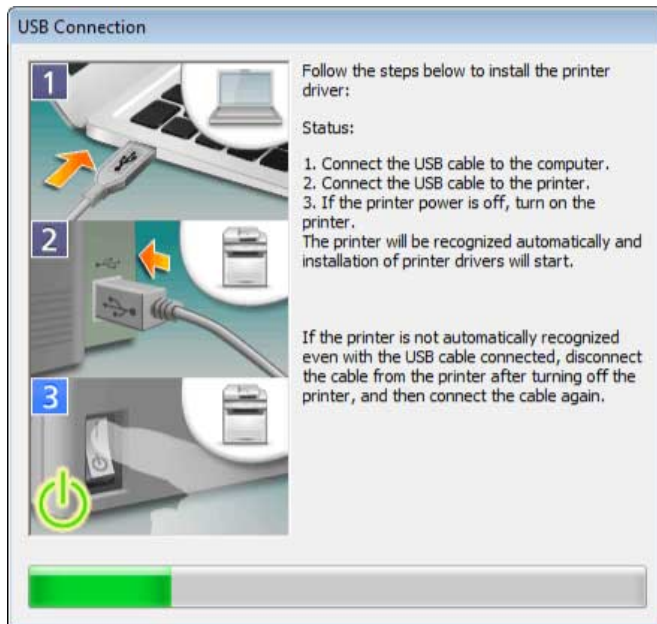 USB Connection
1
Follow the steps below to install the printer
driver:
Status:
1. Connect the USB cable to the computer.
2. Connect the USB cable to the printer.
3. If the printer power is off, turn on the
printer.
The printer will be recognized automatically and
installation of printer drivers will start.
2
If the printer is not automatically recognized
even with the USB cable connected, disconnect
the cable from the printer after turning off the
printer, and then connect the cable again.
3